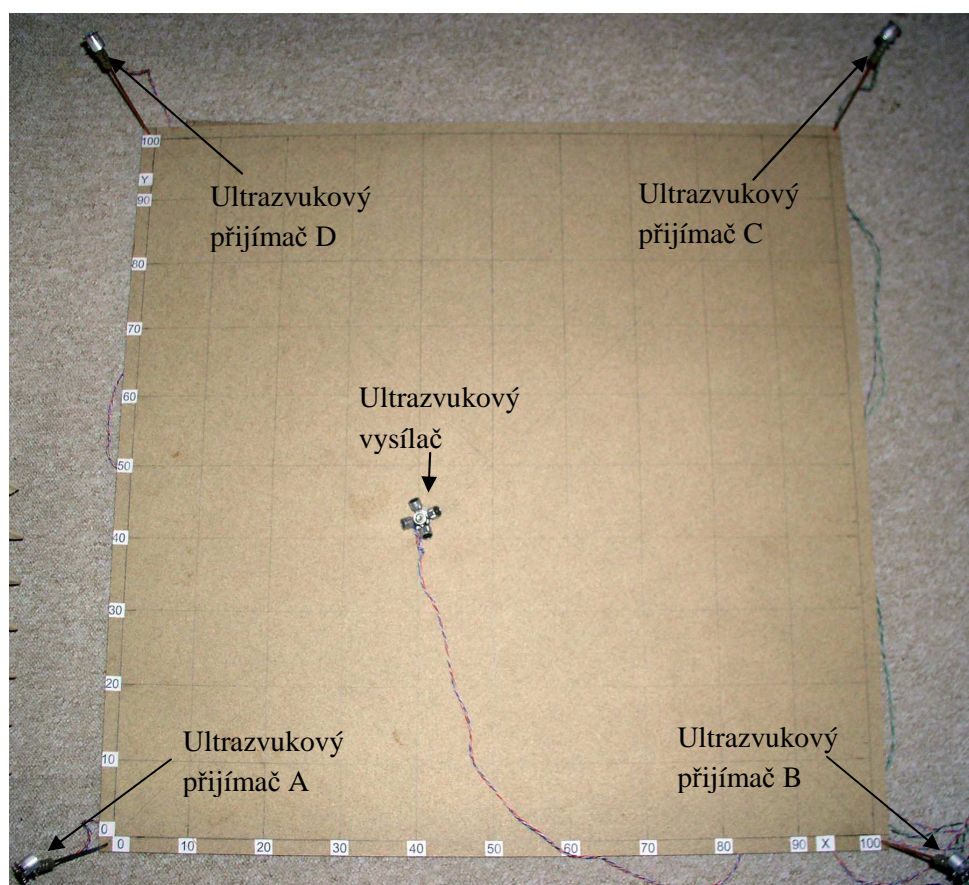 100
Y
90
Ultrazvukový
přijímač D
Ultrazvukový
přijímač C
80
70
60
Ultrazvukový
vysílač
50
40
30
20
10
Ultrazvukový
přijímač A
Ultrazvukový
přijímač B
0
0 10 20 30 40 50 60 70 80 90 X 100